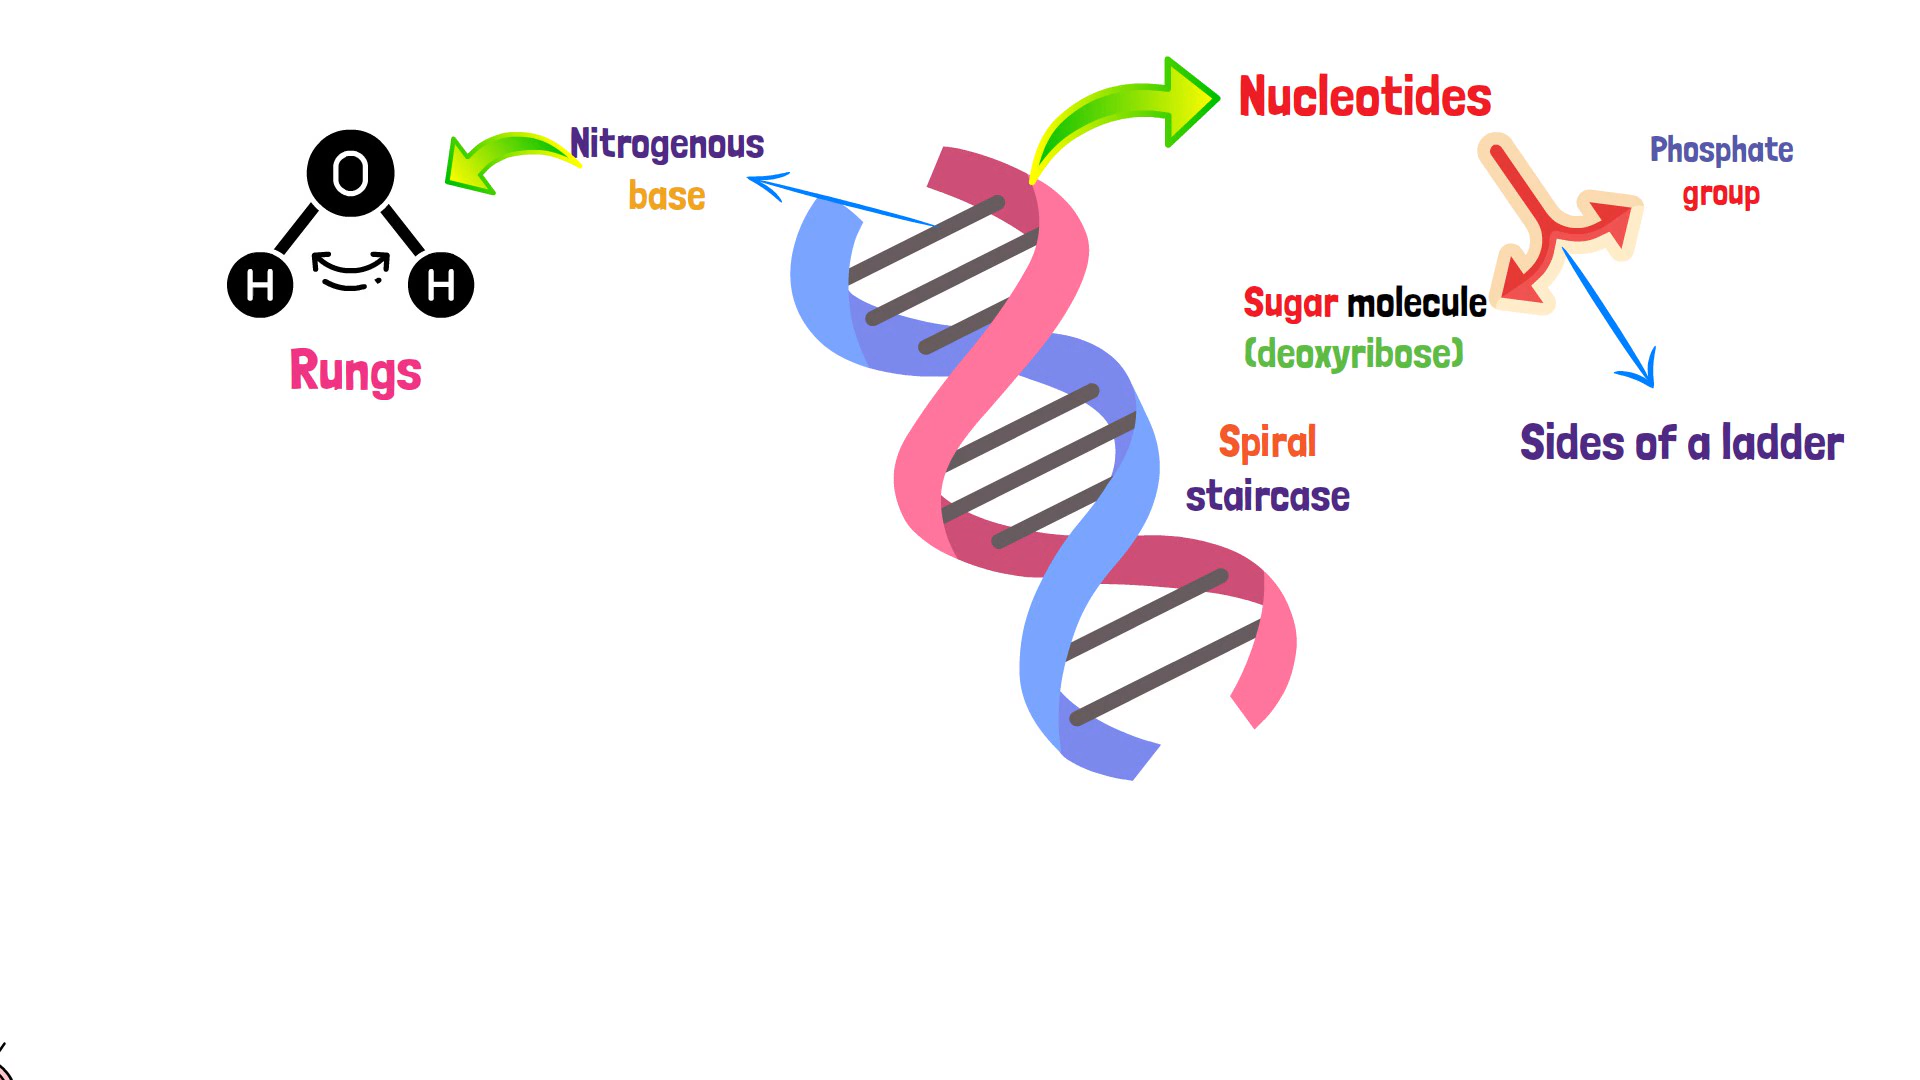 Nucleotides
Nitrogenous
base
Phosphate
group
O
H H
Rungs
Sugar molecule
(deoxyribose)
Spiral
staircase
Sides of a ladder